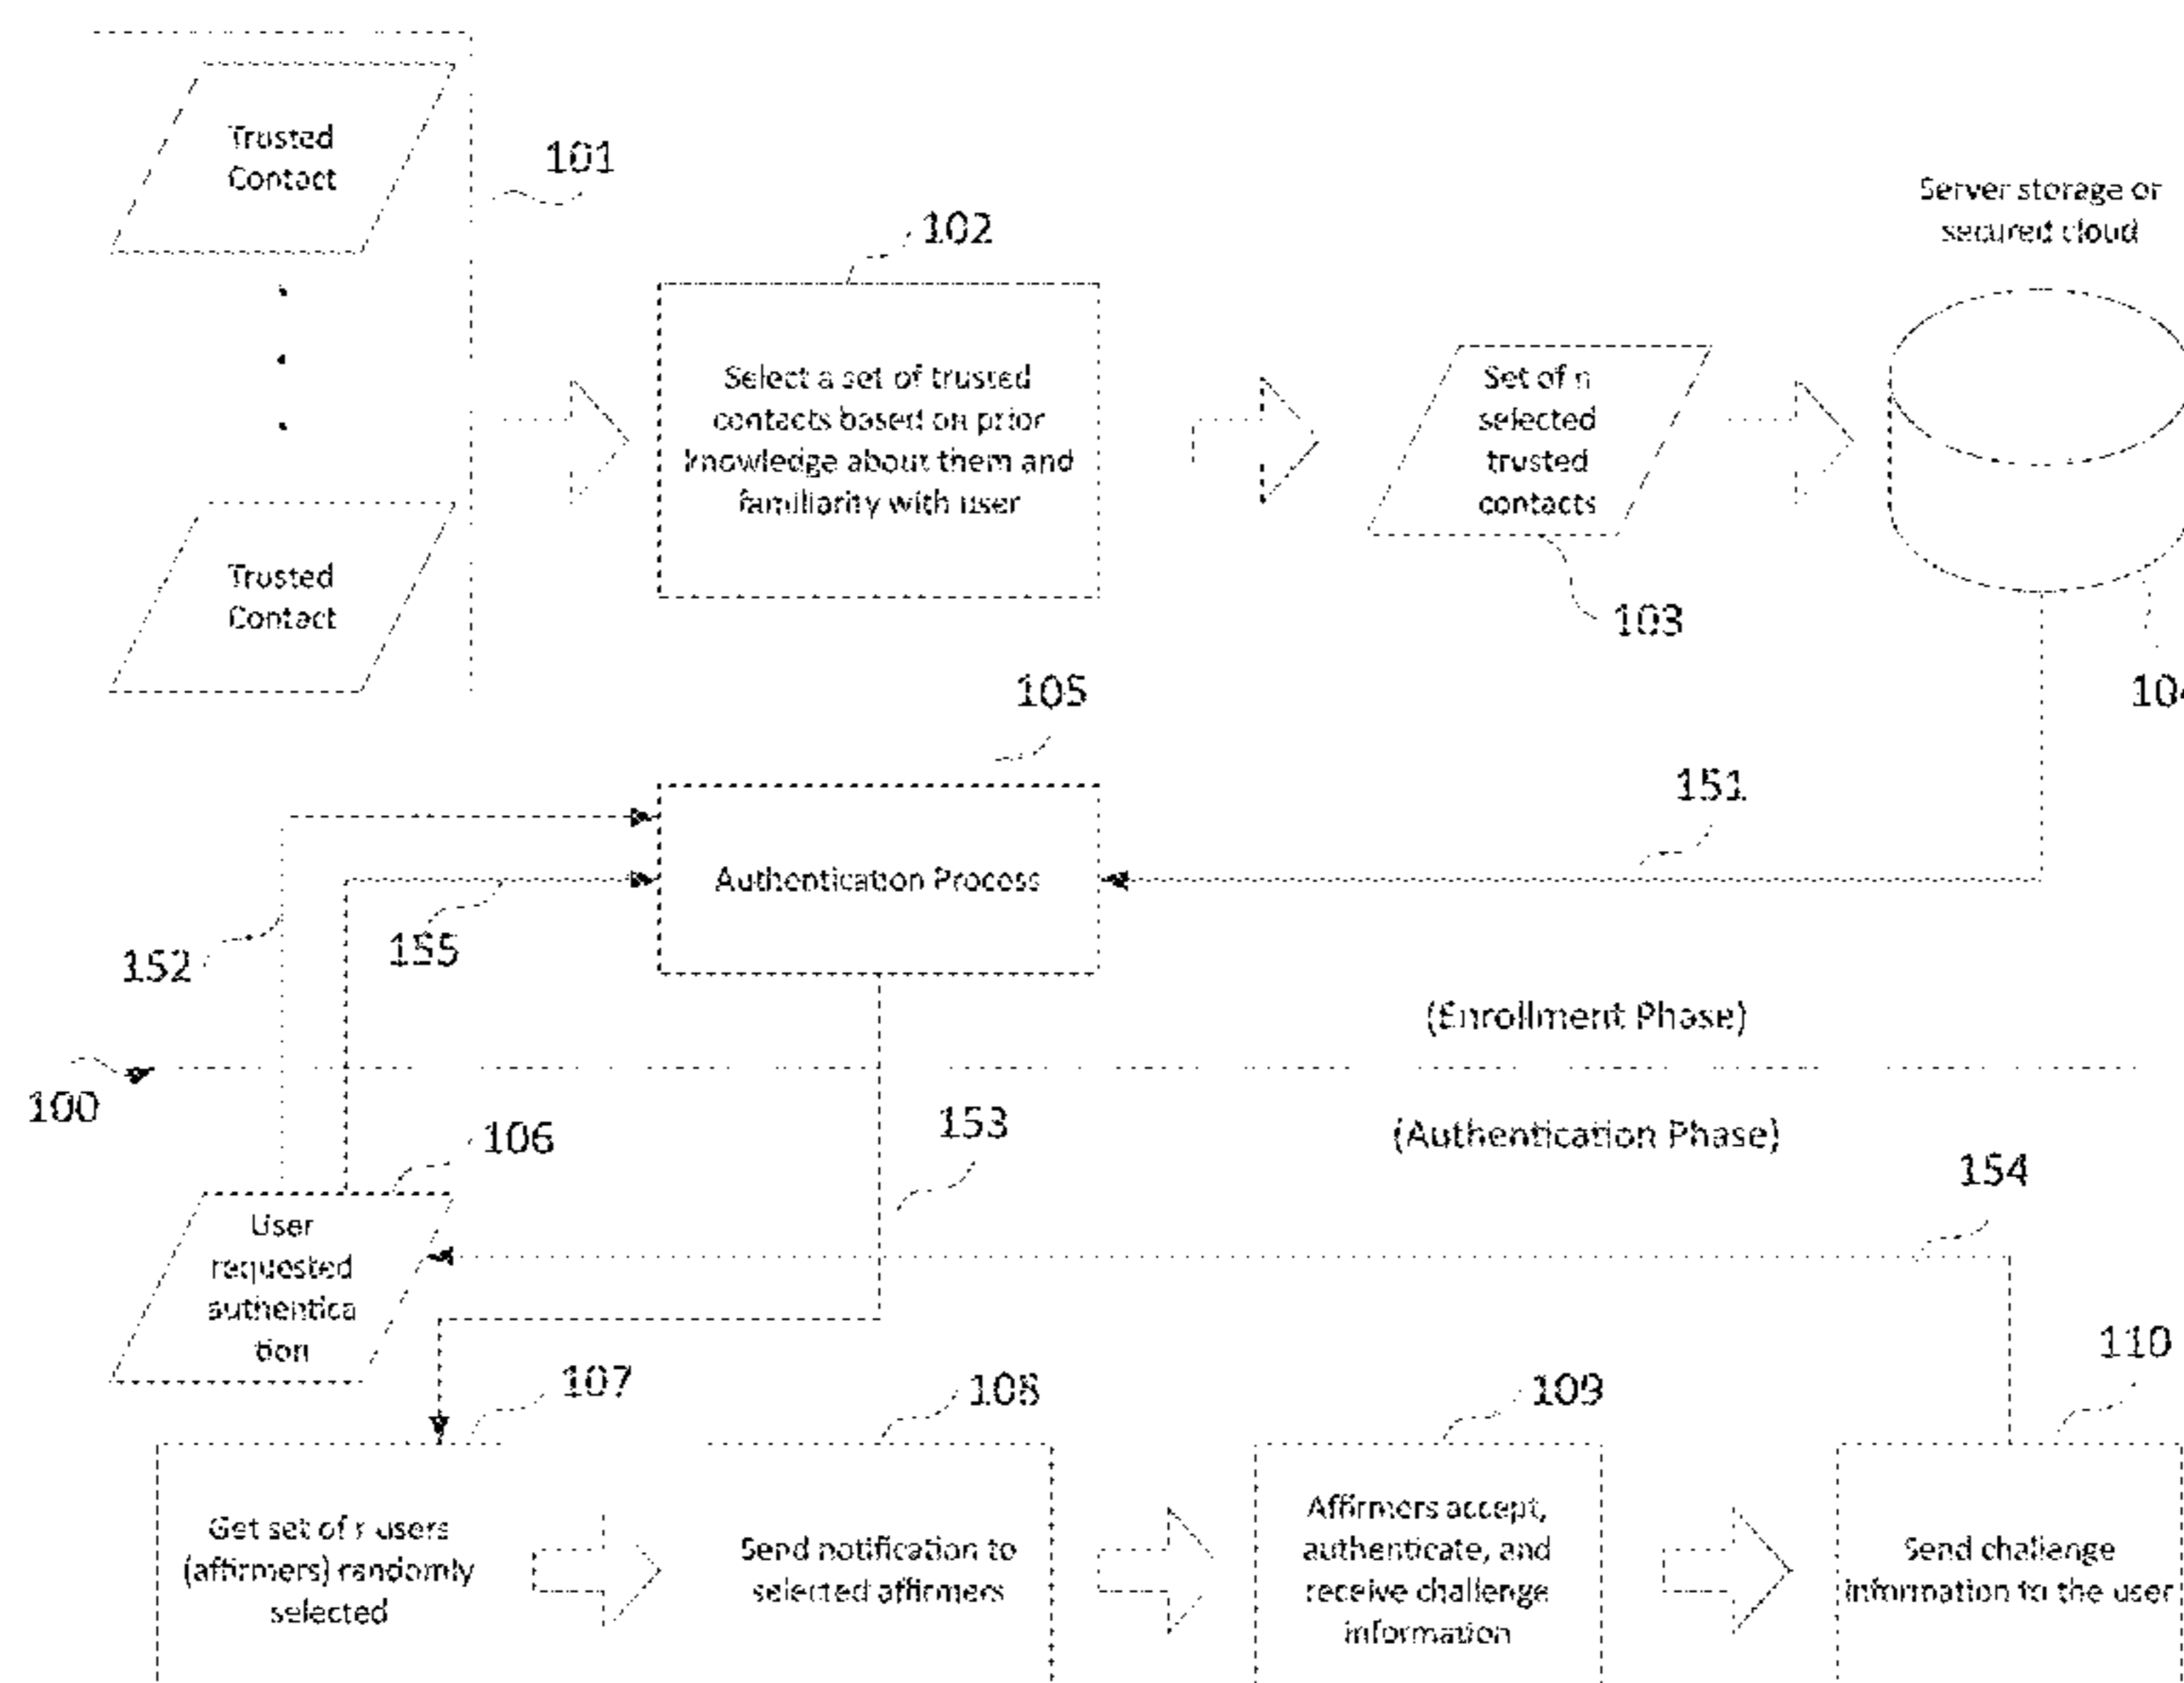 Trusted
Contact
101
102
Server storage or
secured cloud
Select a set of trusted
contacts based on prior
knowledge about them and
familiarity with user
Set of n
selected
trusted
contacts
103
Trusted
Contact
105
104
151
Authentication Process
152
155
(Enrollment Phase)
100
153
(Authentication Phase)
106
154
User
requested
authentica
tion
107
108
109
110
Get set of r users
(affirmers) randomly
selected
Send notification to
selected affirmers
Affirmers accept,
authenticate, and
receive challenge
information
Send challenge
information to the user